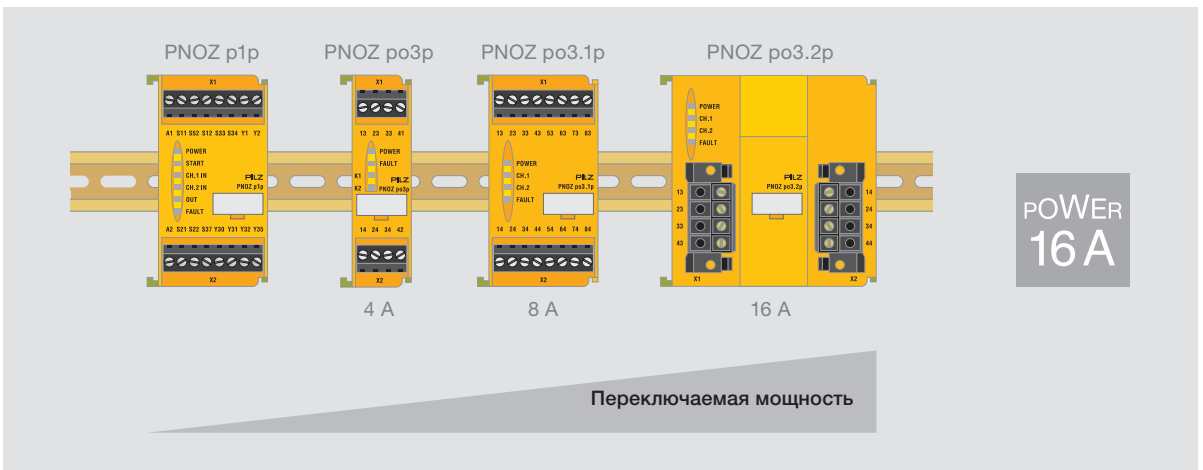 PNOZ p1p PNOZ po3p PNOZ po3.1p PNOZ po3.2p
X1
A1 S11 S52 S12 S33 S34 Y1 Y2
POWER
START
CH.1 IN
CH.2 IN
OUT
FAULT
PILZ
PNOZ p1p
A2 S21 S22 S37 Y30 Y31 Y32 Y35
X2
X1
13 23 33 41
POWER
FAULT
K1
K2
PILZ
PNOZ po3p
14 24 34 42
X2
4 A
X1
13 23 33 43 53 63 73 83
POWER
CH.1
CH.2
FAULT
PILZ
PNOZ po3.1p
14 24 34 44 54 64 74 84
X2
8 A
POWER
CH.1
CH.2
FAULT
13
23
33
43
X1
PILZ
PNOZ po3.2p
14
24
34
44
X2
16 A
POWER
16 A
Переключаемая мощность